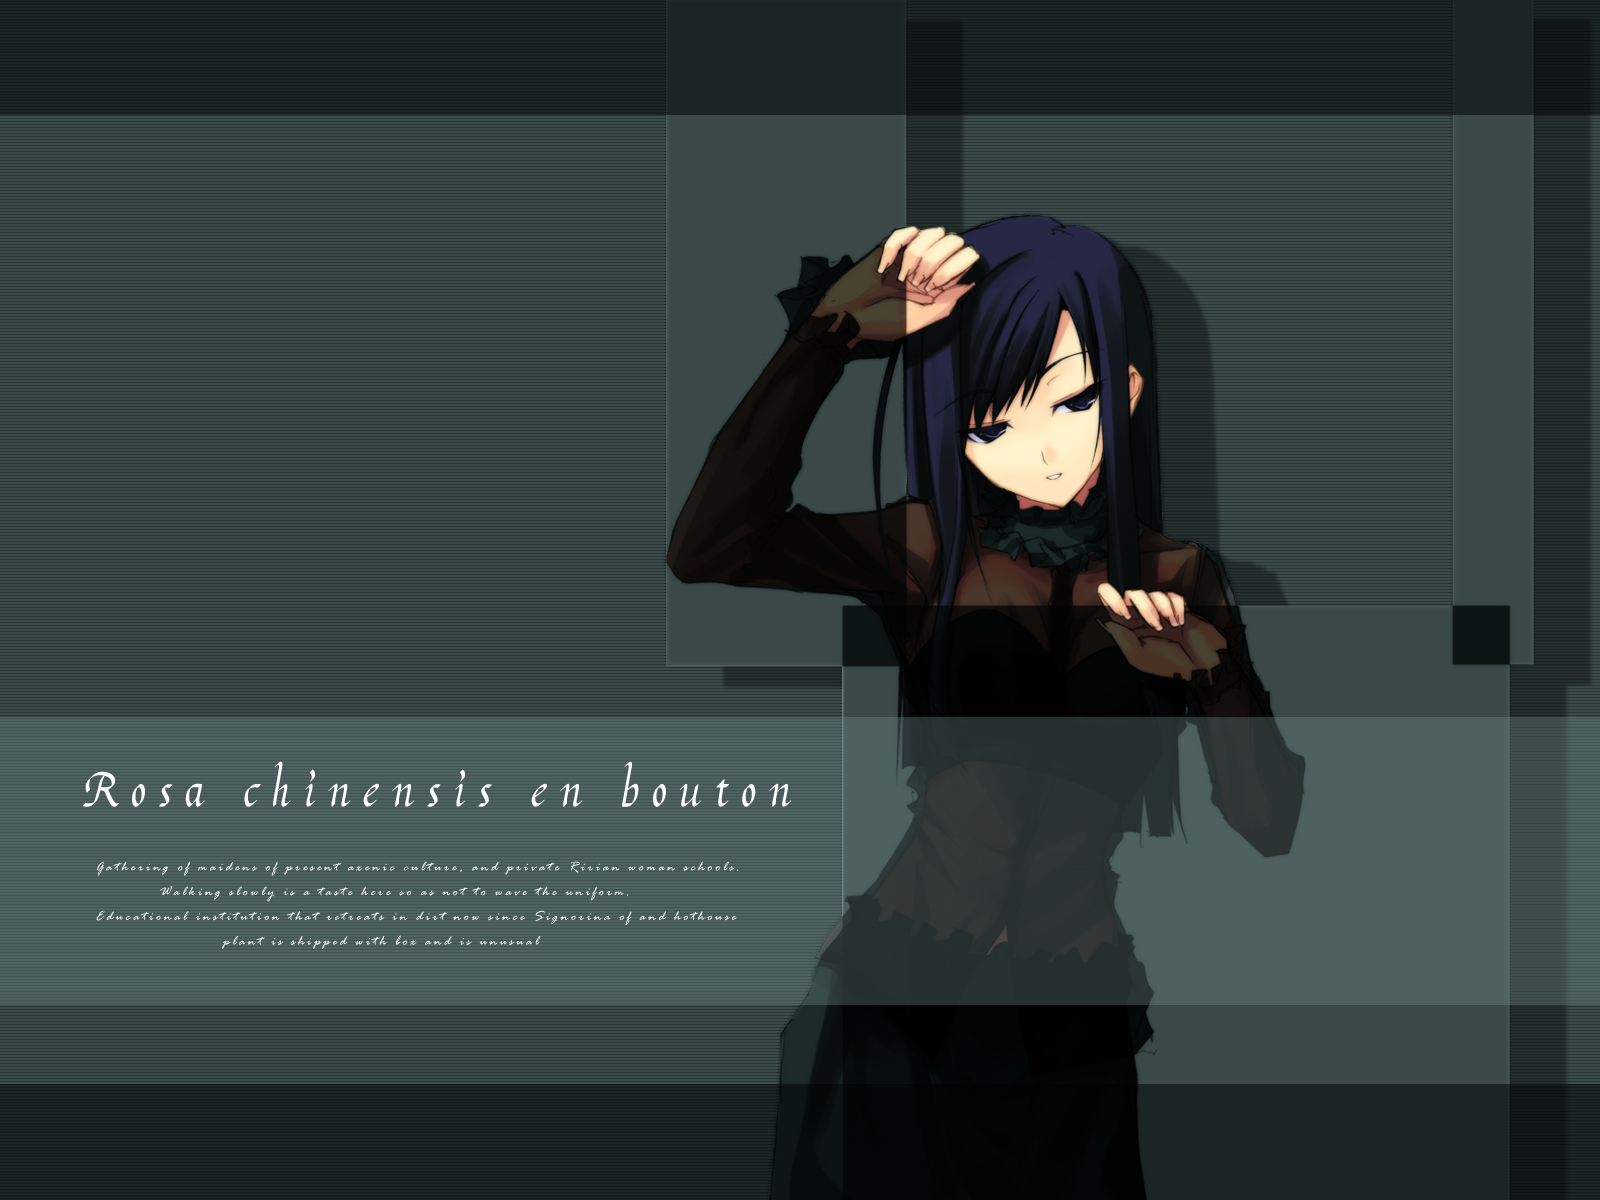 Rosa chinensis en bouton
Gathering of maidens of present axenic culture, and private Ririan woman schools.
Walking slowly is a taste here so as not to wave the uniform.
Educational institution that retreats in dirt now since Signorina of and hothouse
plant is shipped with box and is unusual